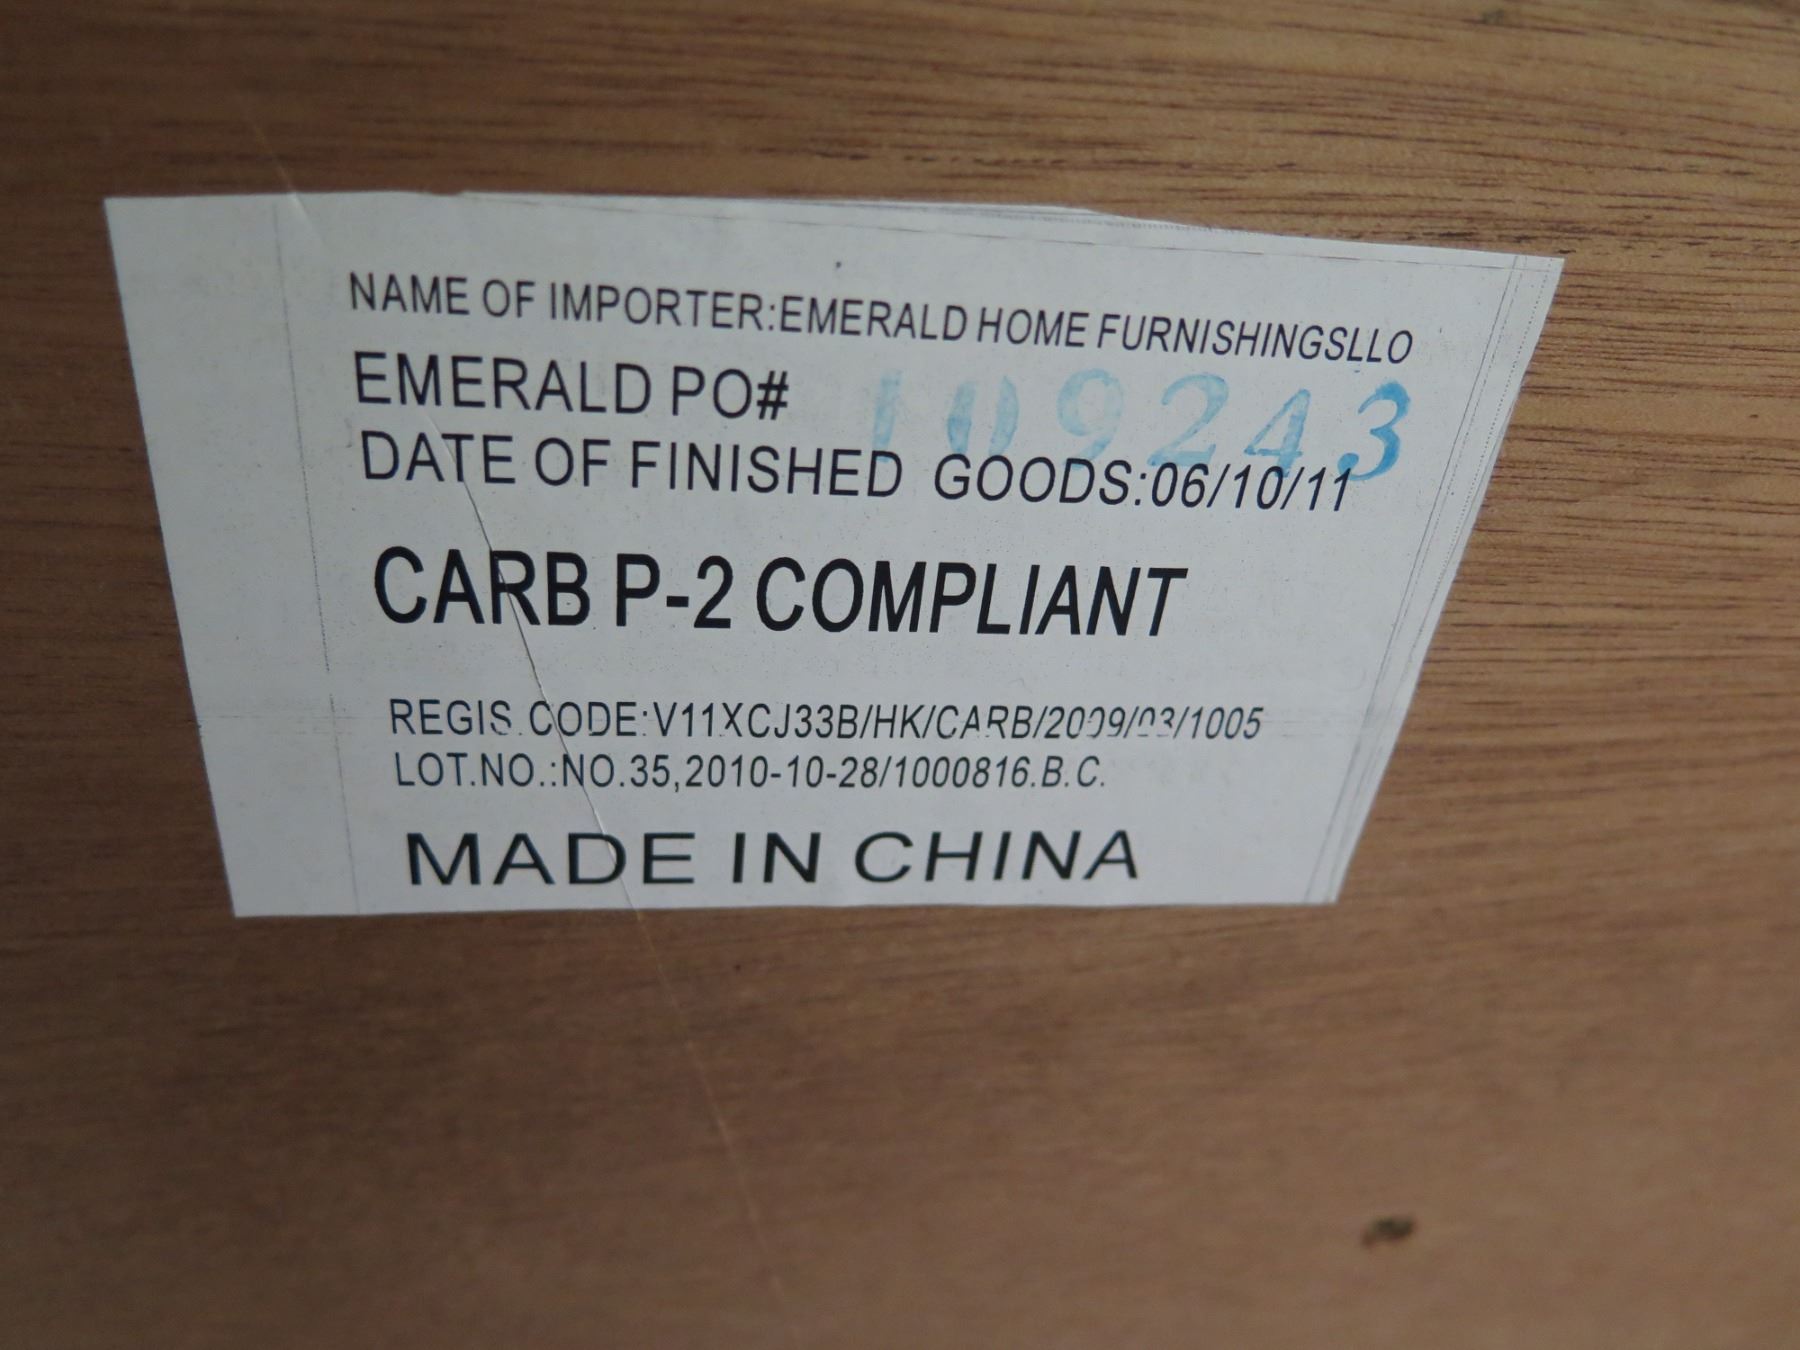 NAME OF IMPORTER:EMERALD HOME FURNISHINGSLLO
EMERALD PO# 109243
DATE OF FINISHED GOODS:06/10/11
CARB P-2 COMPLIANT
REGIS.CODE:V11XCJ33B/HK/CARB/2009/03/1005
LOT.NO.:NO.35,2010-10-28/1000816.B.C.
MADE IN CHINA